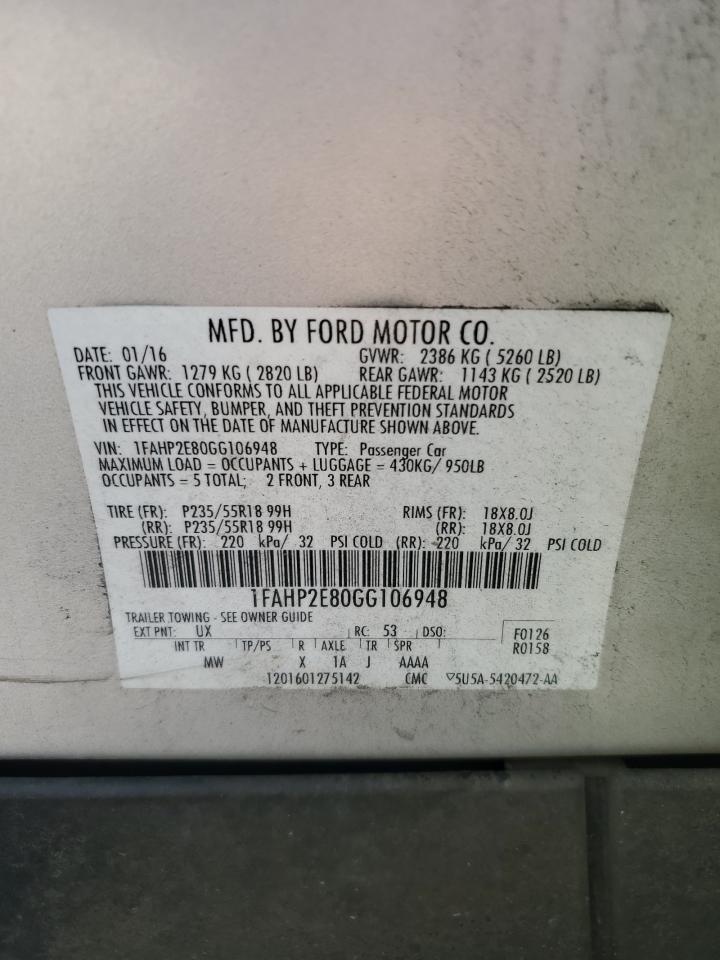 MFD. BY FORD MOTOR CO.
DATE: 01/16 GVWR: 2386 KG ( 5260 LB)
FRONT GAWR: 1279 KG ( 2820 LB) REAR GAWR: 1143 KG ( 2520 LB)
THIS VEHICLE CONFORMS TO ALL APPLICABLE FEDERAL MOTOR
VEHICLE SAFETY, BUMPER, AND THEFT PREVENTION STANDARDS
IN EFFECT ON THE DATE OF MANUFACTURE SHOWN ABOVE.
VIN: 1FAHP2E80GG106948 TYPE: Passenger Car
MAXIMUM LOAD = OCCUPANTS + LUGGAGE = 430KG/ 950LB
OCCUPANTS = 5 TOTAL; 2 FRONT, 3 REAR
TIRE (FR): P235/55R18 99H RIMS (FR): 18X8.0J
(RR): P235/55R18 99H (RR): 18X8.0J
PRESSURE (FR): 220 kPa/ 32 PSI COLD (RR): 220 kPa/ 32 PSI COLD
1FAHP2E80GG106948
TRAILER TOWING - SEE OWNER GUIDE
EXT PNT: UX RC: 53 DSO: F0126
INT TR TP/PS R AXLE TR SPR R0158
MW X 1A J AAAA
1201601275142 CMC ▽5U5A-5420472-AA